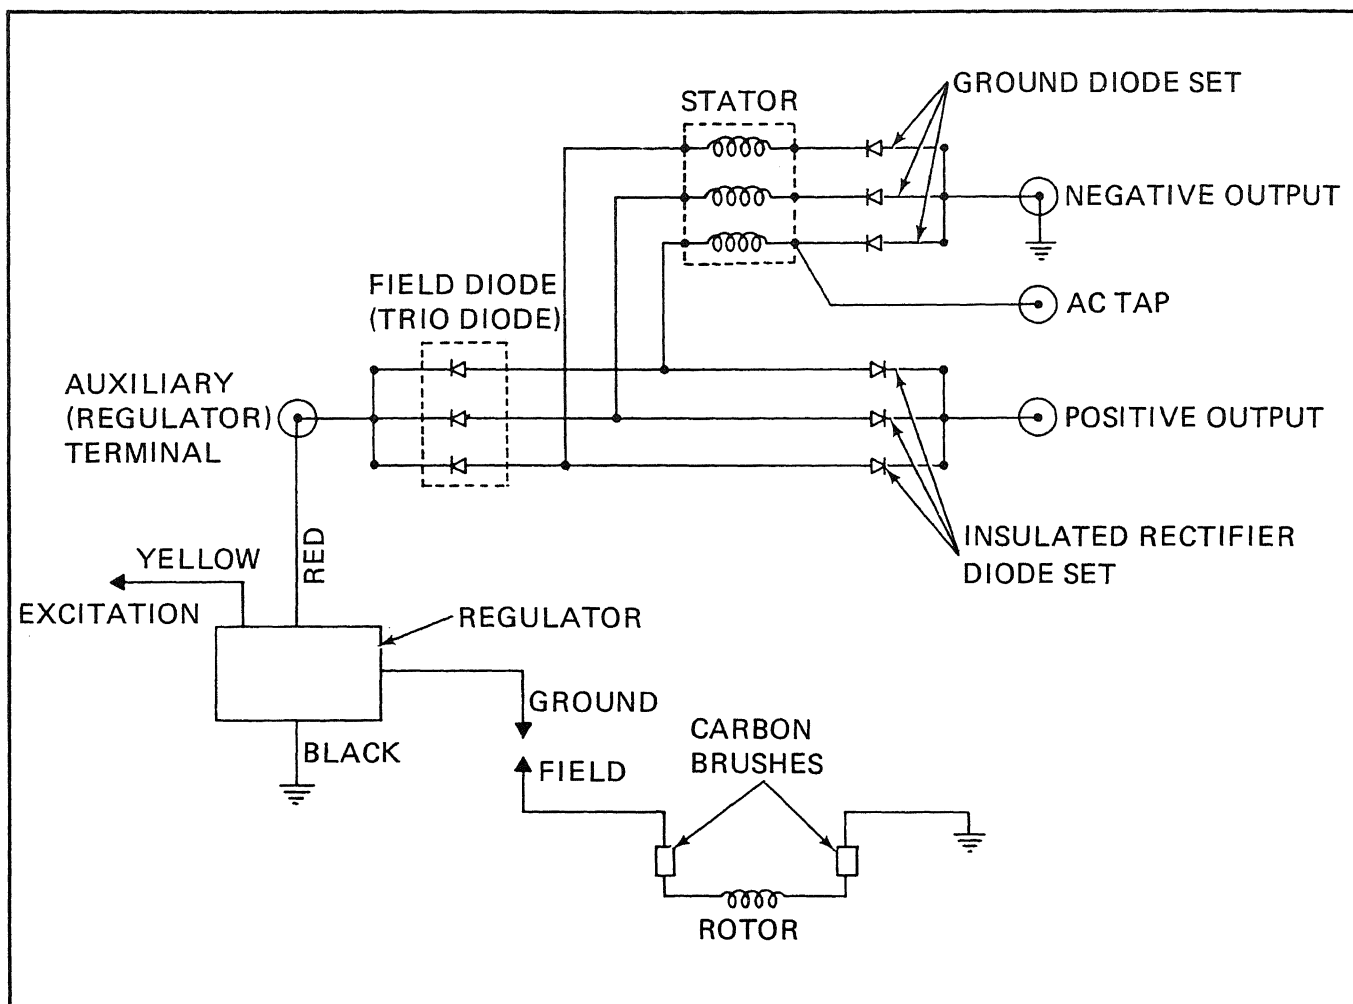 GROUND DIODE SET
STATOR
NEGATIVE OUTPUT
AC TAP
FIELD DIODE
(TRIO DIODE)
AUXILIARY
(REGULATOR)
TERMINAL
POSITIVE OUTPUT
INSULATED RECTIFIER
DIODE SET
RED
YELLOW
EXCITATION
REGULATOR
GROUND
BLACK
FIELD
CARBON
BRUSHES
ROTOR